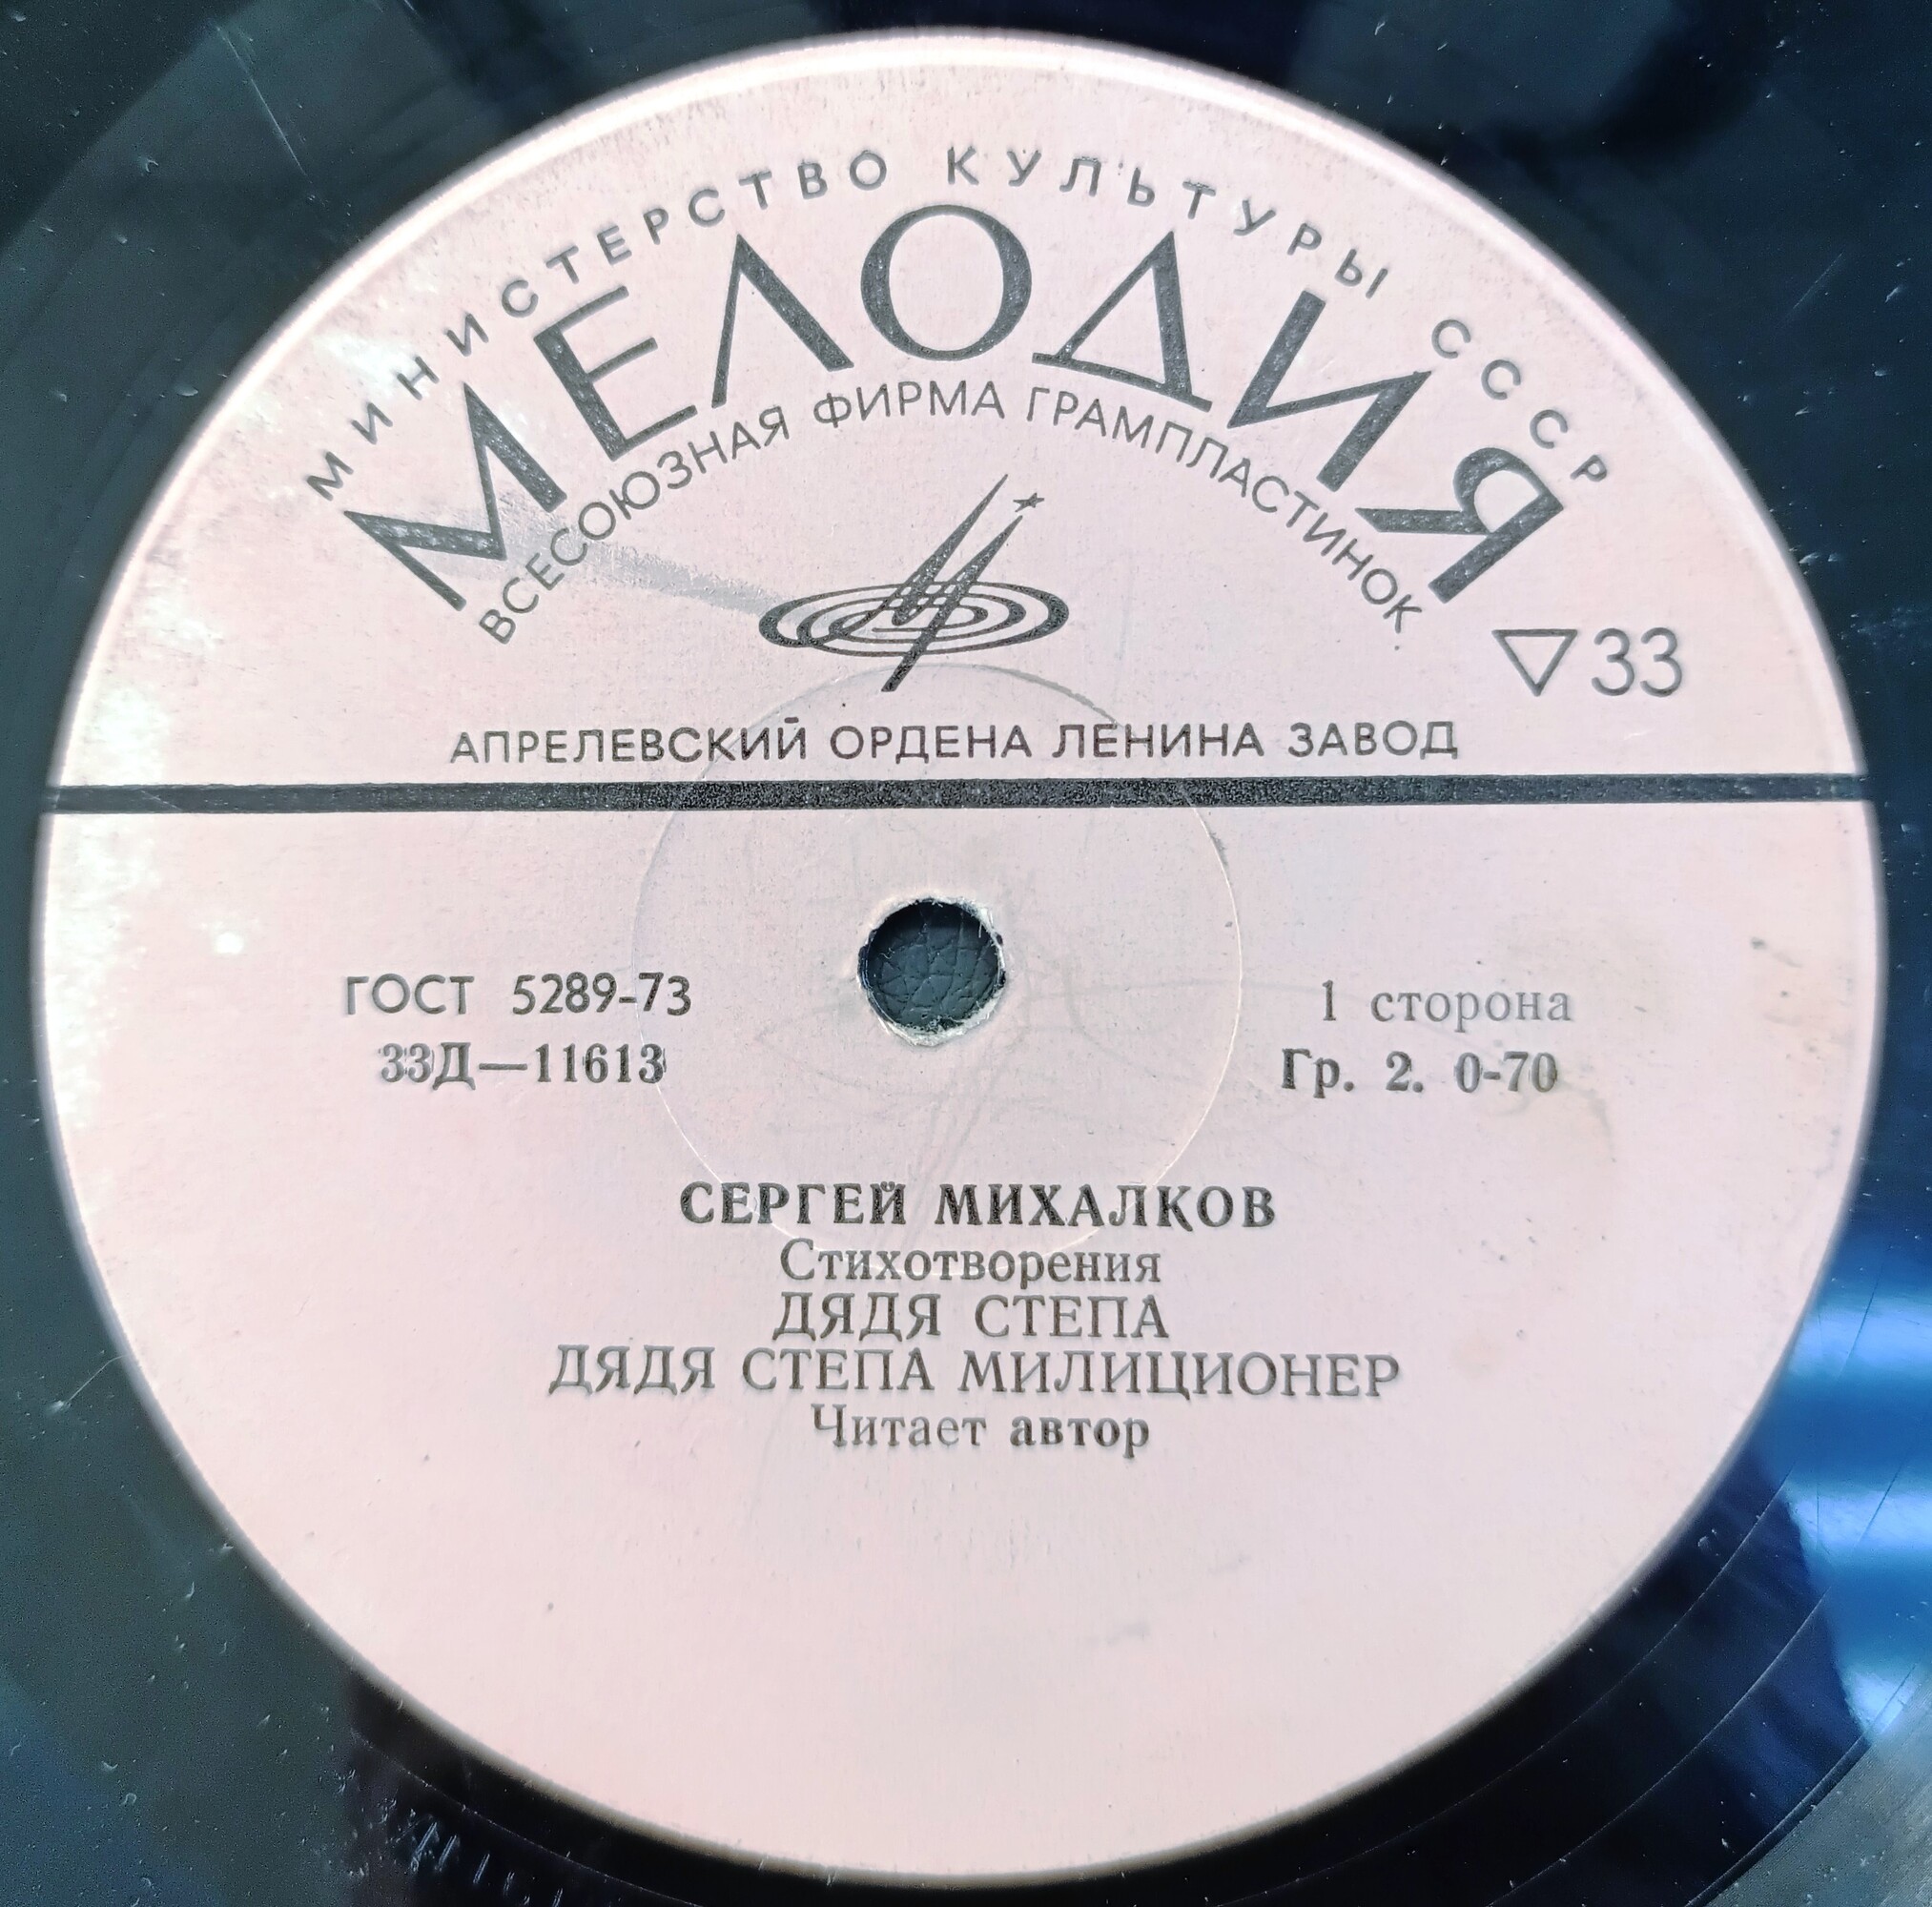 МИНИСТЕРСТВО КУЛЬТУРЫ СССР
МЕЛОДИЯ
ВСЕСОЮЗНАЯ ФИРМА ГРАМПЛАСТИНОК
▽33
АПРЕЛЕВСКИЙ ОРДЕНА ЛЕНИНА ЗАВОД
ГОСТ 5289-73
33Д—11613
1 сторона
Гр. 2. 0-70
СЕРГЕЙ МИХАЛКОВ
Стихотворения
ДЯДЯ СТЕПА
ДЯДЯ СТЕПА МИЛИЦИОНЕР
Читает автор